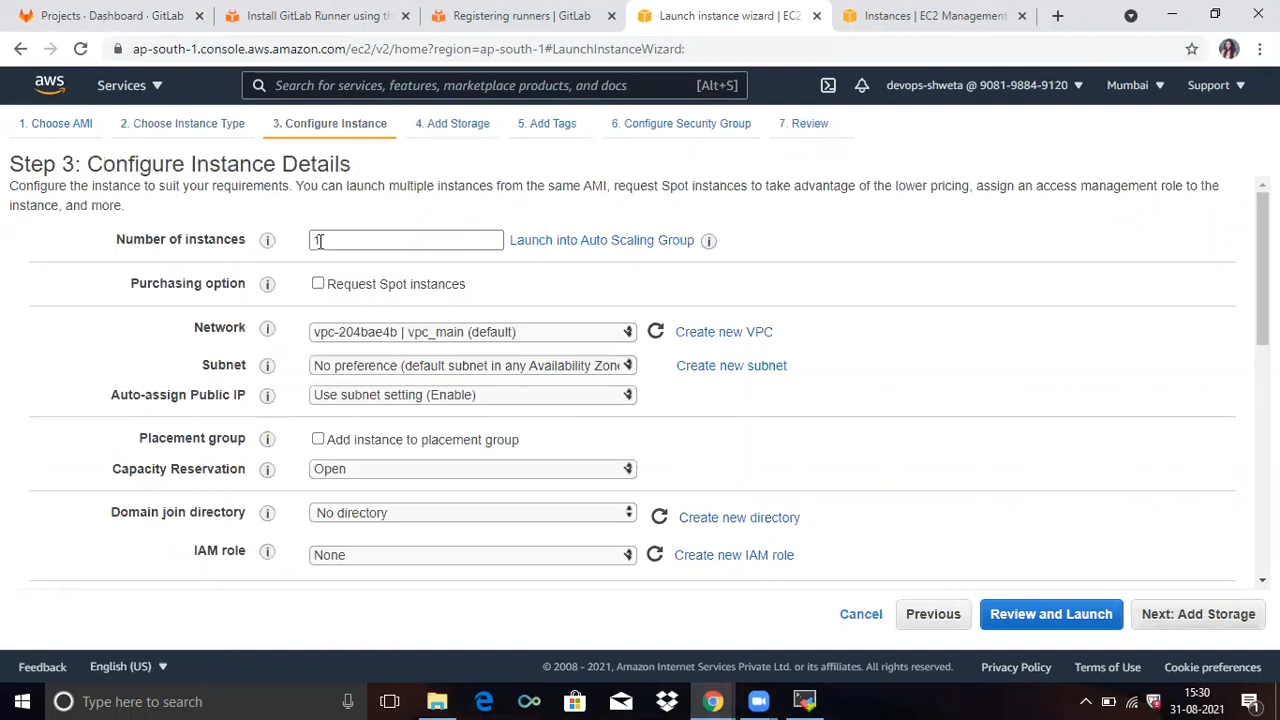 Projects · Dashboard · GitLab
Install GitLab Runner using th
Registering runners | GitLab
Launch instance wizard | EC2
Instances | EC2 Management
ap-south-1.console.aws.amazon.com/ec2/v2/home?region=ap-south-1#LaunchInstanceWizard:
aws
Services
Search for services, features, marketplace products, and docs
[Alt+S]
devops-shweta @ 9081-9884-9120
Mumbai
Support
1. Choose AMI
2. Choose Instance Type
3. Configure Instance
4. Add Storage
5. Add Tags
6. Configure Security Group
7. Review
Step 3: Configure Instance Details
Configure the instance to suit your requirements. You can launch multiple instances from the same AMI, request Spot instances to take advantage of the lower pricing, assign an access management role to the
instance, and more.
Number of instances
1
Launch into Auto Scaling Group
Purchasing option
Request Spot instances
Network
vpc-204bae4b | vpc_main (default)
Create new VPC
Subnet
No preference (default subnet in any Availability Zone
Create new subnet
Auto-assign Public IP
Use subnet setting (Enable)
Placement group
Add instance to placement group
Capacity Reservation
Open
Domain join directory
No directory
Create new directory
IAM role
None
Create new IAM role
Cancel
Previous
Review and Launch
Next: Add Storage
Feedback
English (US)
© 2008 - 2021, Amazon Internet Services Private Ltd. or its affiliates. All rights reserved.
Privacy Policy
Terms of Use
Cookie preferences
Type here to search
15:30
31-08-2021
1